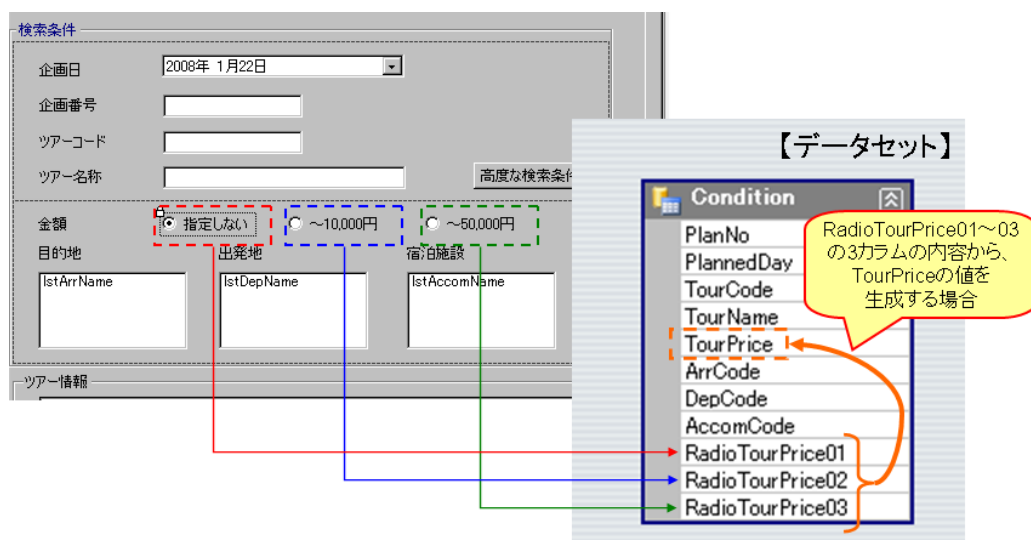 検索条件
企画日
2008年 1月22日
企画番号
ツアーコード
ツアー名称
高度な検索条件
金額
指定しない
～10,000円
～50,000円
目的地
出発地
宿泊施設
lstArrName
lstDepName
lstAccomName
ツアー情報
【データセット】
Condition
PlanNo
PlannedDay
TourCode
TourName
TourPrice
ArrCode
DepCode
AccomCode
RadioTourPrice01
RadioTourPrice02
RadioTourPrice03
RadioTourPrice01～03
の3カラムの内容から、
TourPriceの値を
生成する場合